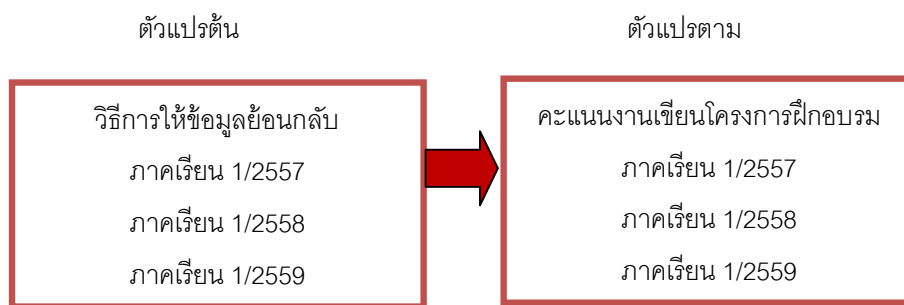 ตัวแปรต้น
ตัวแปรตาม
วิธีการให้ข้อมูลย้อนกลับ
ภาคเรียน 1/2557
ภาคเรียน 1/2558
ภาคเรียน 1/2559
คะแนนงานเขียนโครงการฝึกอบรม
ภาคเรียน 1/2557
ภาคเรียน 1/2558
ภาคเรียน 1/2559